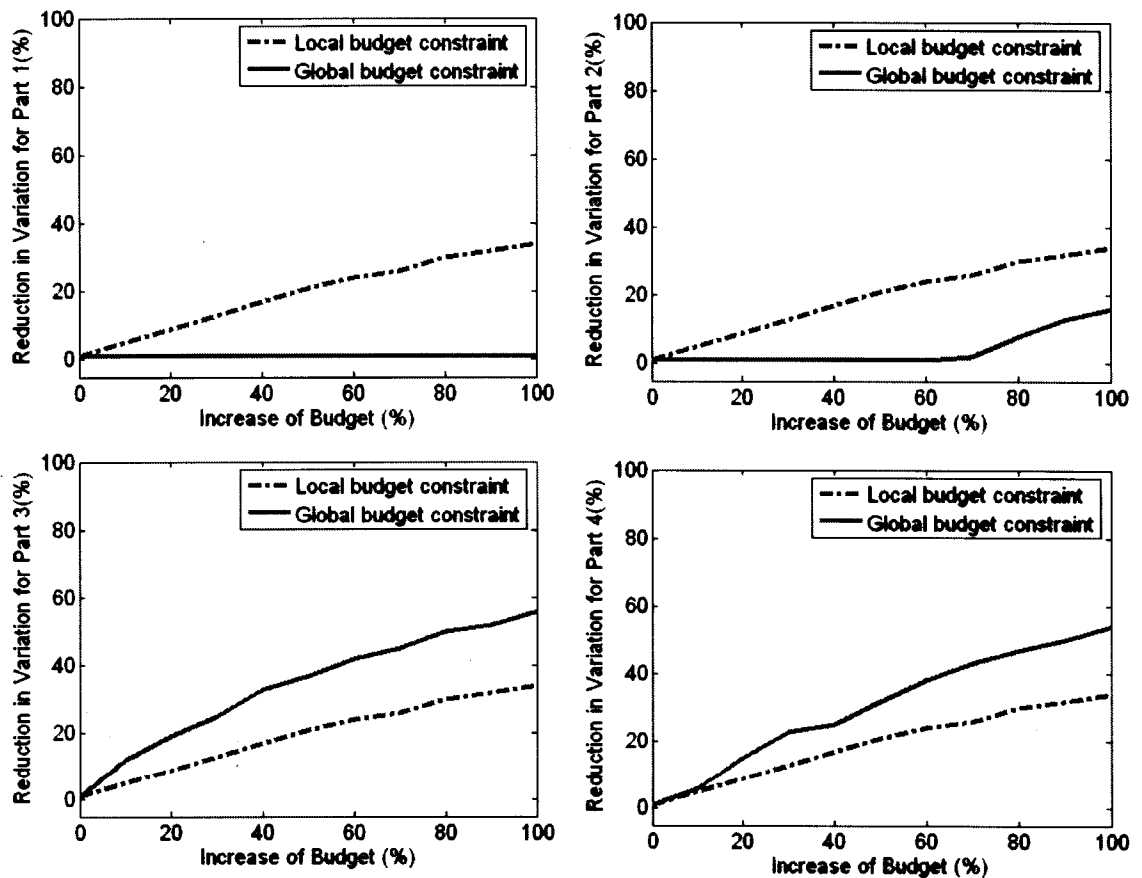 Reduction in Variation for Part 1(%)
100
80
60
40
20
0
Local budget constraint
Global budget constraint
0 20 40 60 80 100
Increase of Budget (%)
Reduction in Variation for Part 2(%)
100
80
60
40
20
0
Local budget constraint
Global budget constraint
0 20 40 60 80 100
Increase of Budget (%)
Reduction in Variation for Part 3(%)
100
80
60
40
20
0
Local budget constraint
Global budget constraint
0 20 40 60 80 100
Increase of Budget (%)
Reduction in Variation for Part 4(%)
100
80
60
40
20
0
Local budget constraint
Global budget constraint
0 20 40 60 80 100
Increase of Budget (%)